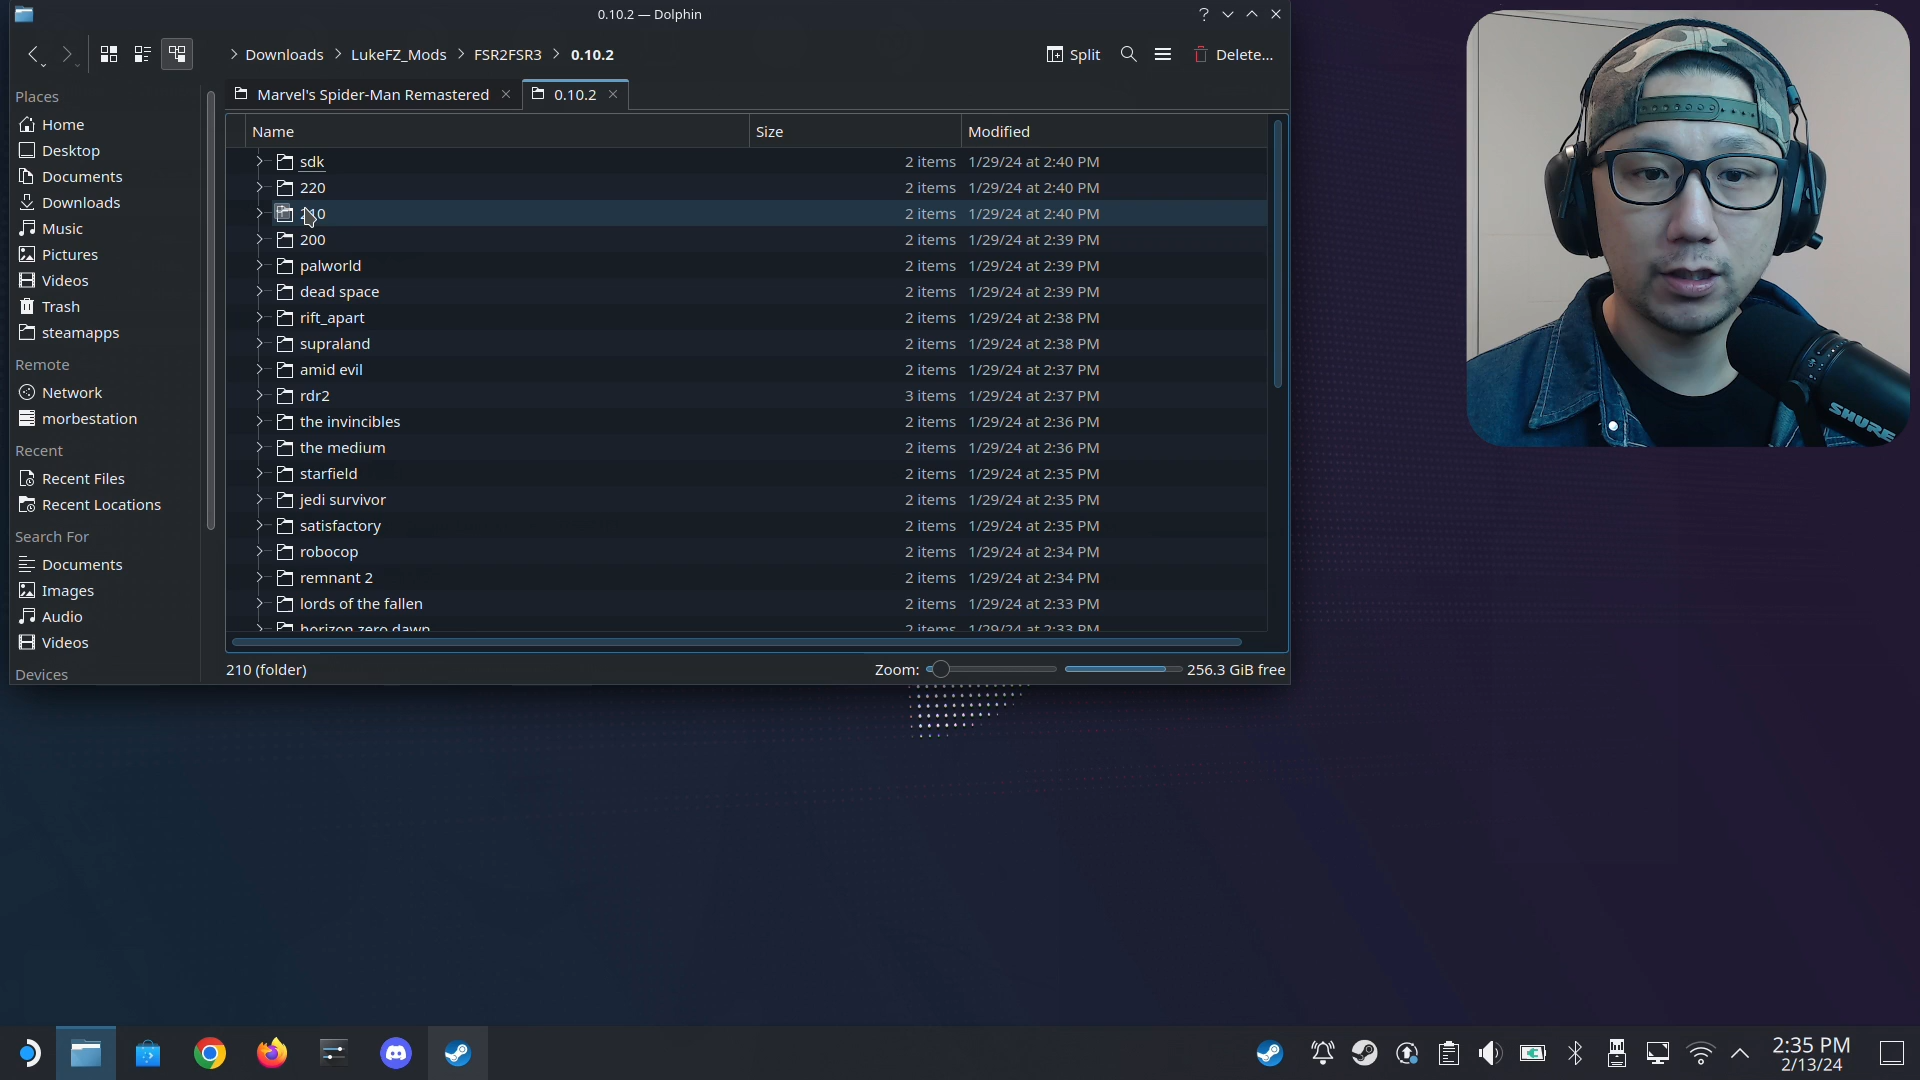 0.10.2 — Dolphin
Downloads > LukeFZ_Mods > FSR2FSR3 > 0.10.2
Split
Delete...
Marvel's Spider-Man Remastered
0.10.2
Places
Home
Desktop
Documents
Downloads
Music
Pictures
Videos
Trash
steamapps
Remote
Network
morbestation
Recent
Recent Files
Recent Locations
Search For
Documents
Images
Audio
Videos
Devices
Name Size Modified
sdk 2 items 1/29/24 at 2:40 PM
220 2 items 1/29/24 at 2:40 PM
210 2 items 1/29/24 at 2:40 PM
200 2 items 1/29/24 at 2:39 PM
palworld 2 items 1/29/24 at 2:39 PM
dead space 2 items 1/29/24 at 2:39 PM
rift_apart 2 items 1/29/24 at 2:38 PM
supraland 2 items 1/29/24 at 2:38 PM
amid evil 2 items 1/29/24 at 2:37 PM
rdr2 3 items 1/29/24 at 2:37 PM
the invincibles 2 items 1/29/24 at 2:36 PM
the medium 2 items 1/29/24 at 2:36 PM
starfield 2 items 1/29/24 at 2:35 PM
jedi survivor 2 items 1/29/24 at 2:35 PM
satisfactory 2 items 1/29/24 at 2:35 PM
robocop 2 items 1/29/24 at 2:34 PM
remnant 2 2 items 1/29/24 at 2:34 PM
lords of the fallen 2 items 1/29/24 at 2:33 PM
horizon zero dawn 2 items 1/29/24 at 2:33 PM
210 (folder)
Zoom:
256.3 GiB free
SHURE
2:35 PM
2/13/24